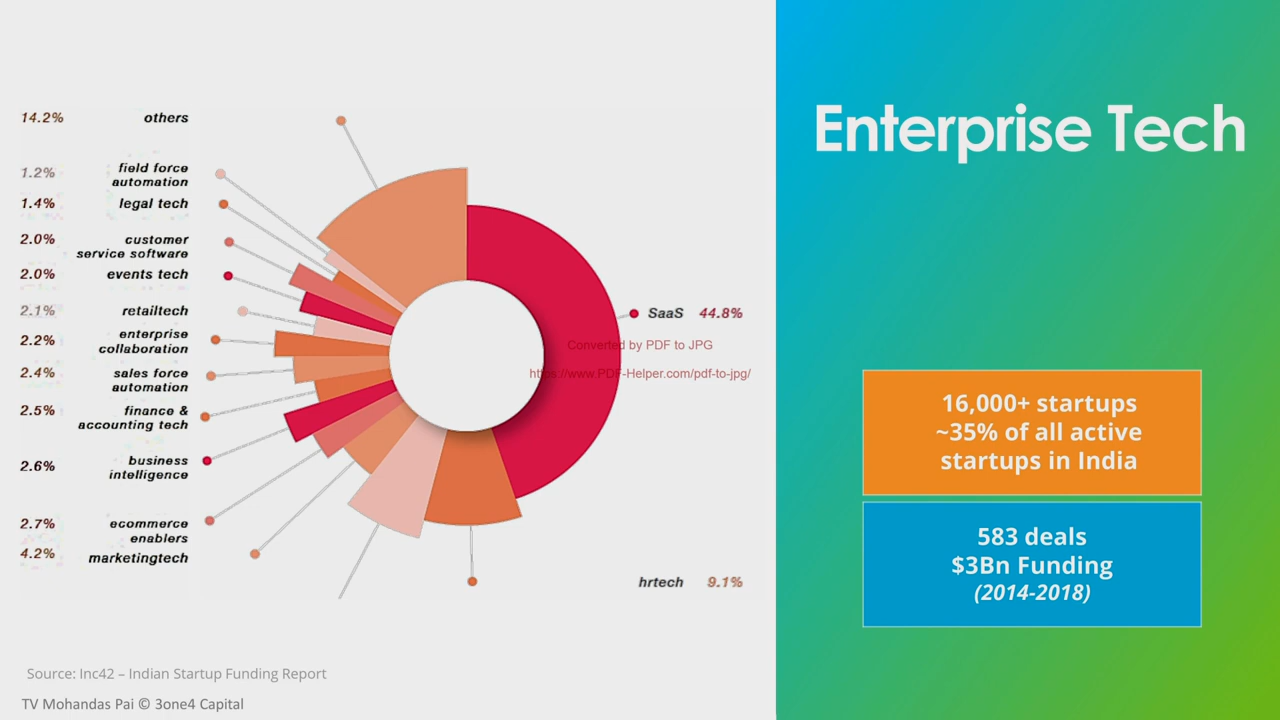 Enterprise Tech
14.2% others
1.2% field force
automation
1.4% legal tech
2.0% customer
service software
2.0% events tech
2.1% retailtech
2.2% enterprise
collaboration
2.4% sales force
automation
2.5% finance &
accounting tech
2.6% business
intelligence
2.7% ecommerce
enablers
4.2% marketingtech
SaaS 44.8%
Converted by PDF to JPG
https://www.PDF-Helper.com/pdf-to-jpg/
hrtech 9.1%
16,000+ startups
~35% of all active
startups in India
583 deals
$3Bn Funding
(2014-2018)
Source: Inc42 – Indian Startup Funding Report
TV Mohandas Pai © 3one4 Capital